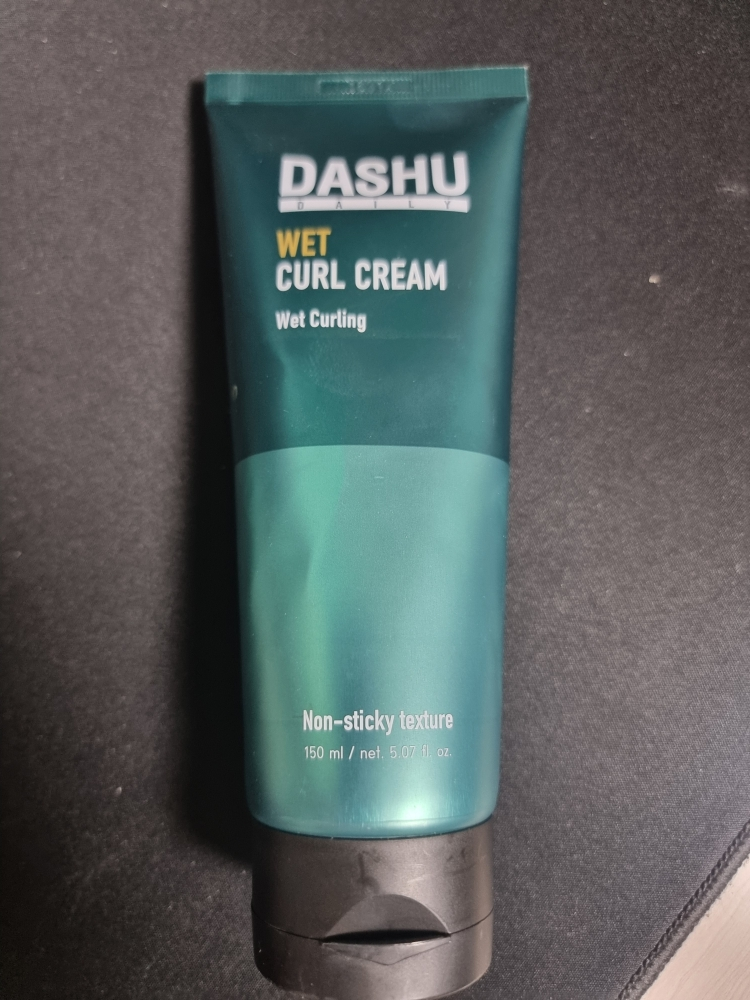 DASHU
DAILY
WET
CURL CREAM
Wet Curling
Non-sticky texture
150 ml / net. 5.07 fl. oz.